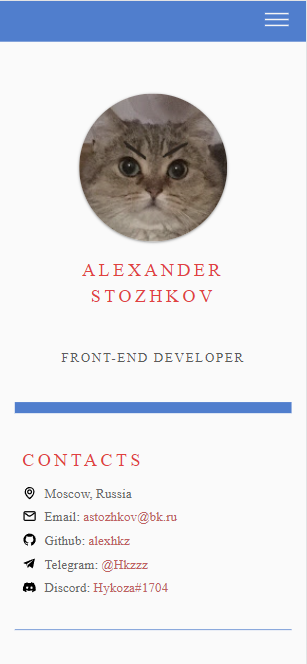 ALEXANDER
STOZHKOV
FRONT-END DEVELOPER
CONTACTS
Moscow, Russia
Email: astozhkov@bk.ru
Github: alexhkz
Telegram: @Hkzzz
Discord: Hykoza#1704